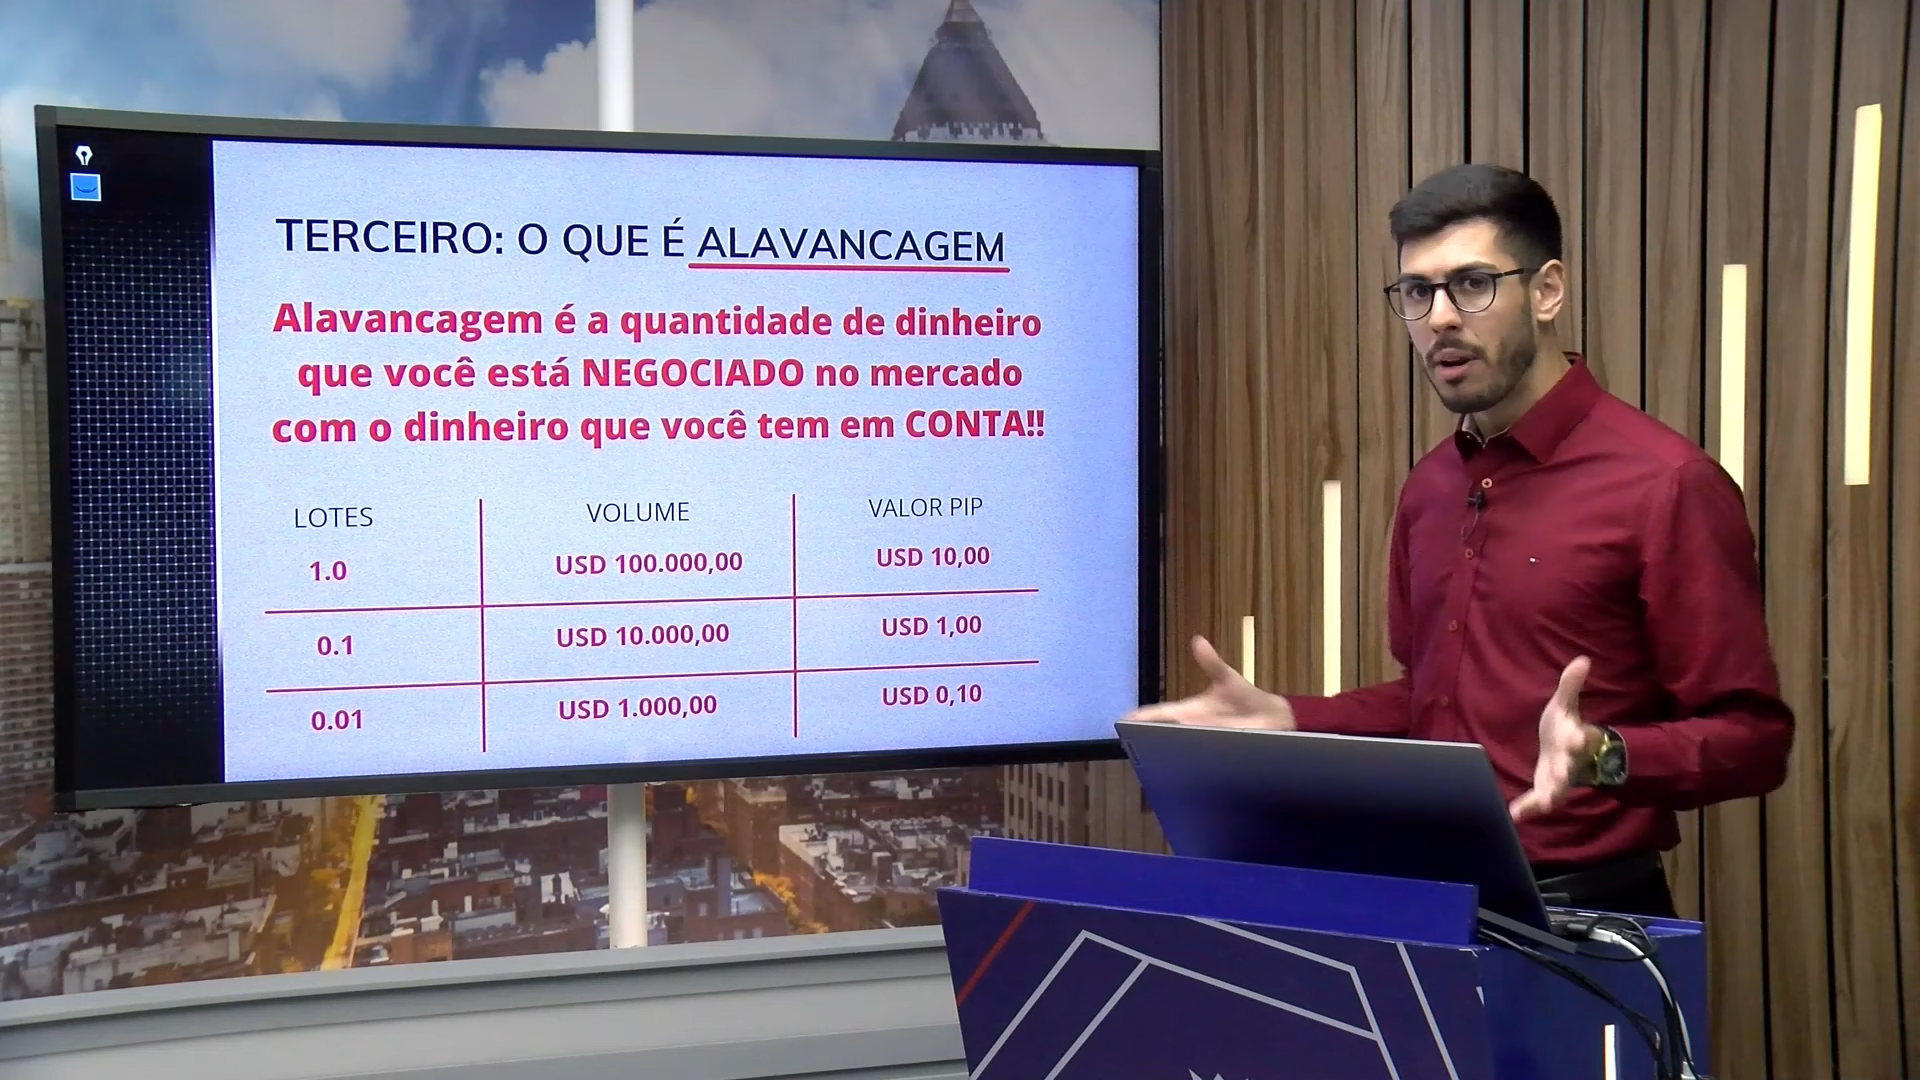 TERCEIRO: O QUE É ALAVANCAGEM
Alavancagem é a quantidade de dinheiro
que você está NEGOCIADO no mercado
com o dinheiro que você tem em CONTA!!
LOTES VOLUME VALOR PIP
1.0 USD 100.000,00 USD 10,00
0.1 USD 10.000,00 USD 1,00
0.01 USD 1.000,00 USD 0,10